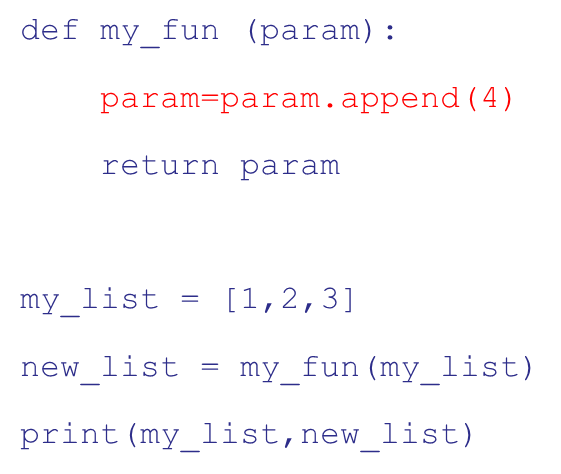 def my_fun (param):
    param=param.append(4)
    return param
my_list = [1,2,3]
new_list = my_fun(my_list)
print(my_list,new_list)